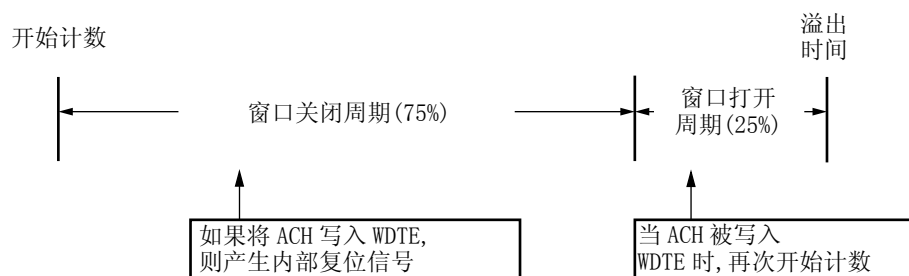 开始计数
溢出
时间
窗口关闭周期(75%)
窗口打开
周期(25%)
如果将 ACH 写入 WDTE,
则产生内部复位信号
当 ACH 被写入
WDTE 时,再次开始计数